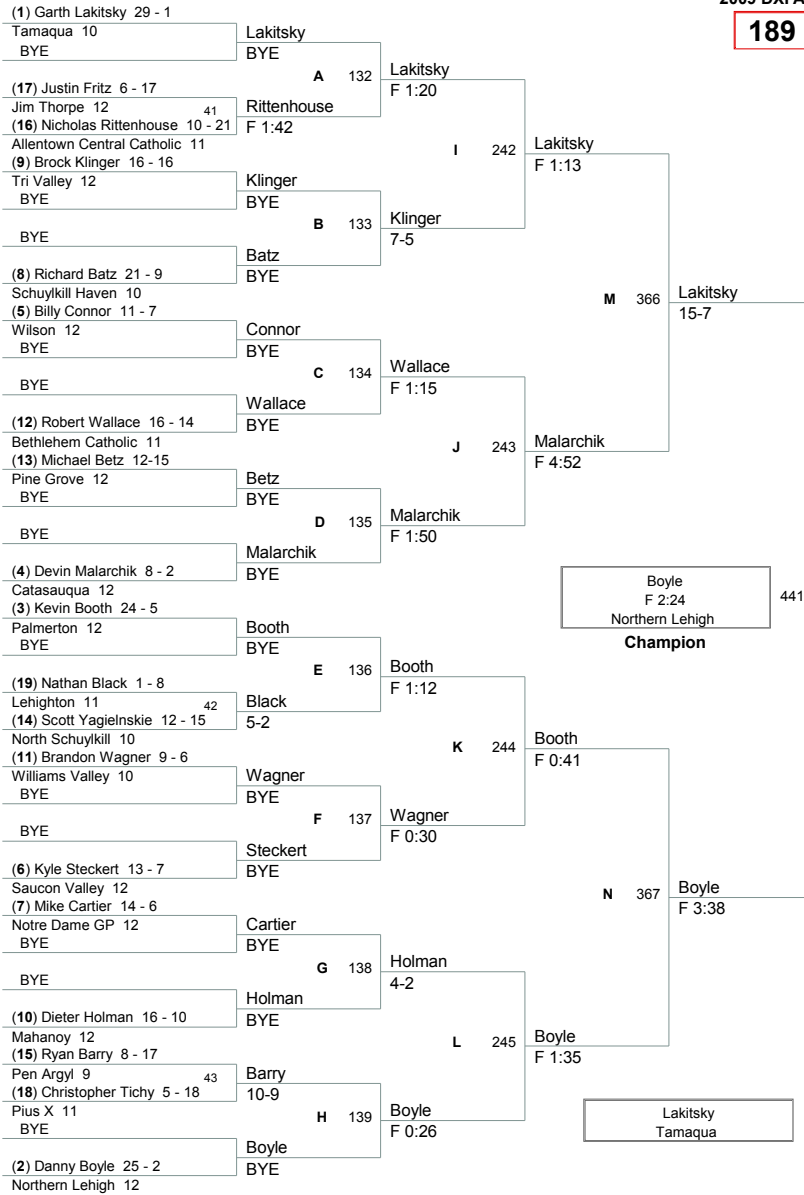 189
(1) Garth Lakitsky 29 - 1
Tamaqua 10
BYE
(17) Justin Fritz 6 - 17
Jim Thorpe 12
41
(16) Nicholas Rittenhouse 10 - 21
Allentown Central Catholic 11
(9) Brock Klinger 16 - 16
Tri Valley 12
BYE
BYE
(8) Richard Batz 21 - 9
Schuylkill Haven 10
(5) Billy Connor 11 - 7
Wilson 12
BYE
BYE
(12) Robert Wallace 16 - 14
Bethlehem Catholic 11
(13) Michael Betz 12-15
Pine Grove 12
BYE
BYE
(4) Devin Malarchik 8 - 2
Catasauqua 12
(3) Kevin Booth 24 - 5
Palmerton 12
BYE
(19) Nathan Black 1 - 8
Lehighton 11
42
(14) Scott Yagielnskie 12 - 15
North Schuylkill 10
(11) Brandon Wagner 9 - 6
Williams Valley 10
BYE
BYE
(6) Kyle Steckert 13 - 7
Saucon Valley 12
(7) Mike Cartier 14 - 6
Notre Dame GP 12
BYE
BYE
(10) Dieter Holman 16 - 10
Mahanoy 12
(15) Ryan Barry 8 - 17
Pen Argyl 9
43
(18) Christopher Tichy 5 - 18
Pius X 11
BYE
(2) Danny Boyle 25 - 2
Northern Lehigh 12
Lakitsky
BYE
A 132
Rittenhouse
F 1:42
Klinger
BYE
B 133
Batz
BYE
Connor
BYE
C 134
Wallace
BYE
Betz
BYE
D 135
Malarchik
BYE
Booth
BYE
E 136
Black
5-2
Wagner
BYE
F 137
Steckert
BYE
Cartier
BYE
G 138
Holman
BYE
Barry
10-9
H 139
Boyle
BYE
Lakitsky
F 1:20
I 242
Klinger
7-5
Wallace
F 1:15
J 243
Malarchik
F 1:50
Booth
F 1:12
K 244
Wagner
F 0:30
Holman
4-2
L 245
Boyle
F 0:26
Lakitsky
F 1:13
M 366
Malarchik
F 4:52
Booth
F 0:41
N 367
Boyle
F 1:35
Lakitsky
15-7
Boyle
F 2:24
Northern Lehigh
441
Champion
Boyle
F 3:38
Lakitsky
Tamaqua